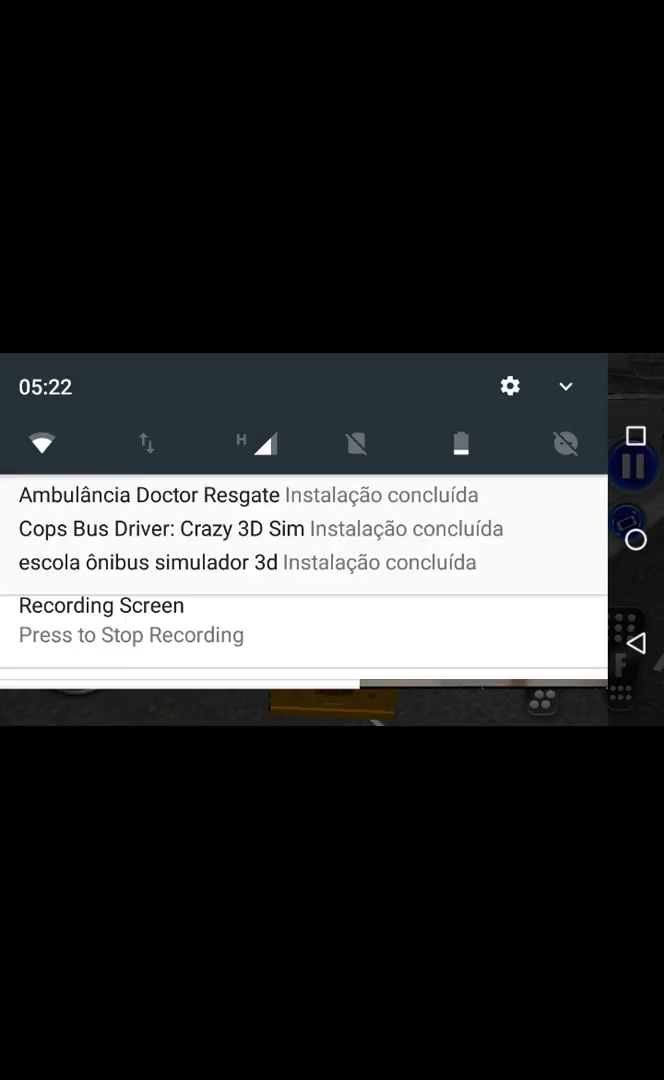 05:22
H
Ambulância Doctor Resgate Instalação concluída
Cops Bus Driver: Crazy 3D Sim Instalação concluída
escola ônibus simulador 3d Instalação concluída
Recording Screen
Press to Stop Recording
F